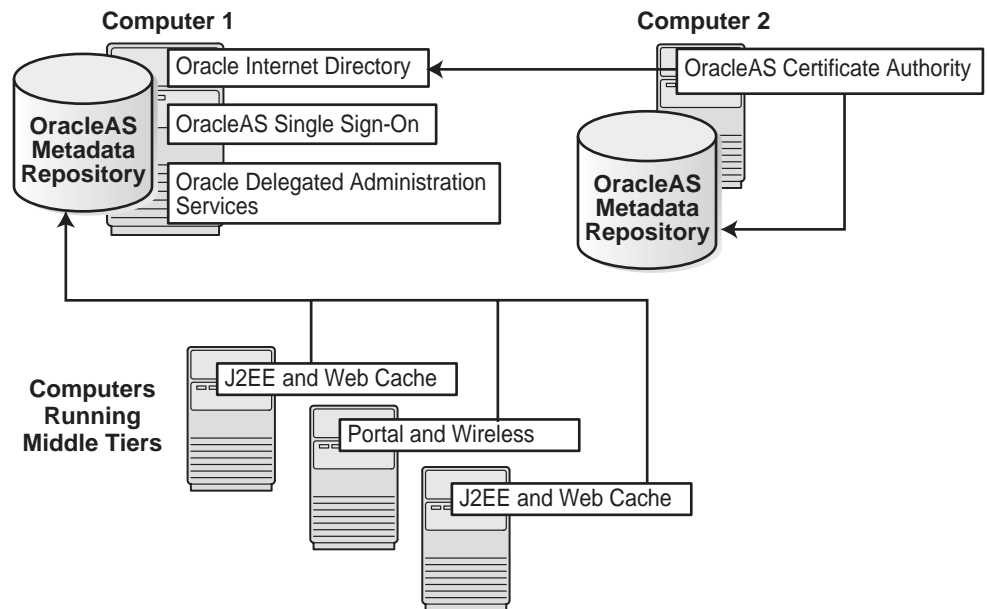 Computer 1
Computer 2
Oracle Internet Directory
OracleAS Certificate Authority
OracleAS Single Sign-On
OracleAS
Metadata
Repository
Oracle Delegated Administration
Services
OracleAS
Metadata
Repository
Computers
Running
Middle Tiers
J2EE and Web Cache
Portal and Wireless
J2EE and Web Cache